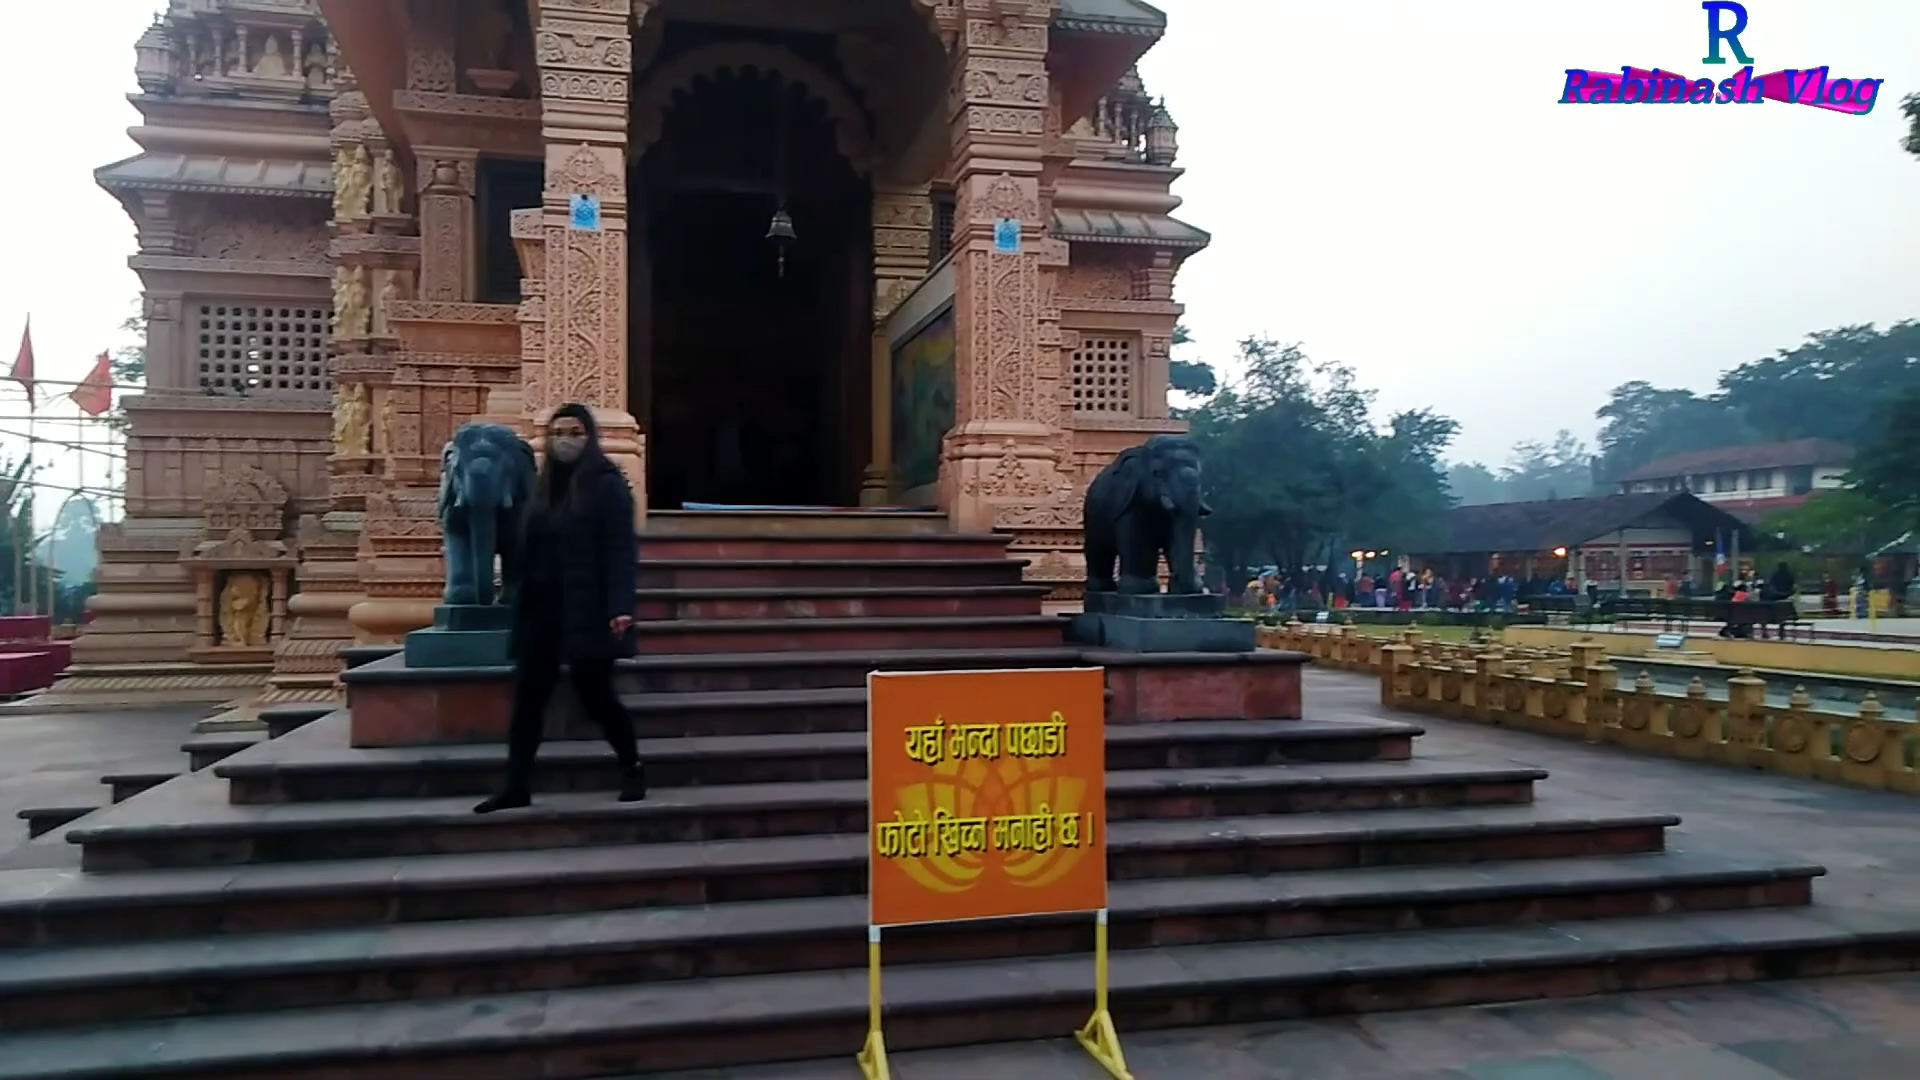 R
Rabinash Vlog
यहाँ भन्दा पछाडी
फोटो खिच्न मनाही छ ।